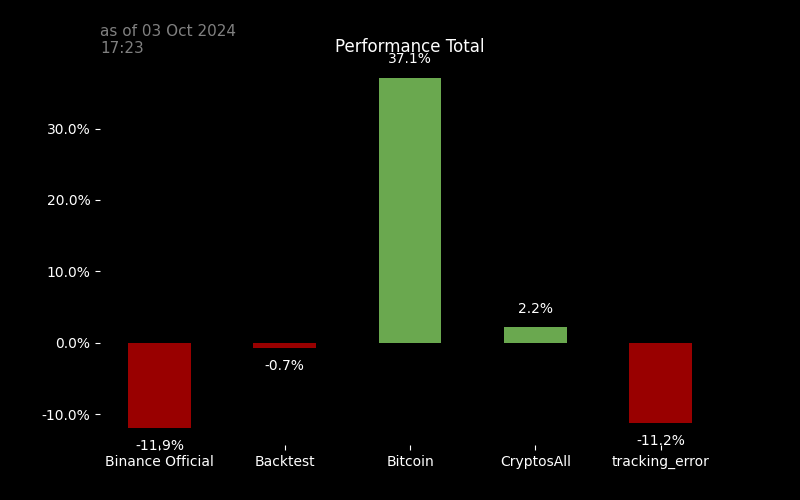 as of 03 Oct 2024
17:23
Performance Total
37.1%
30.0%
20.0%
10.0%
2.2%
0.0%
-0.7%
-10.0%
-11.9%
-11.2%
Binance Official
Backtest
Bitcoin
CryptosAll
tracking_error